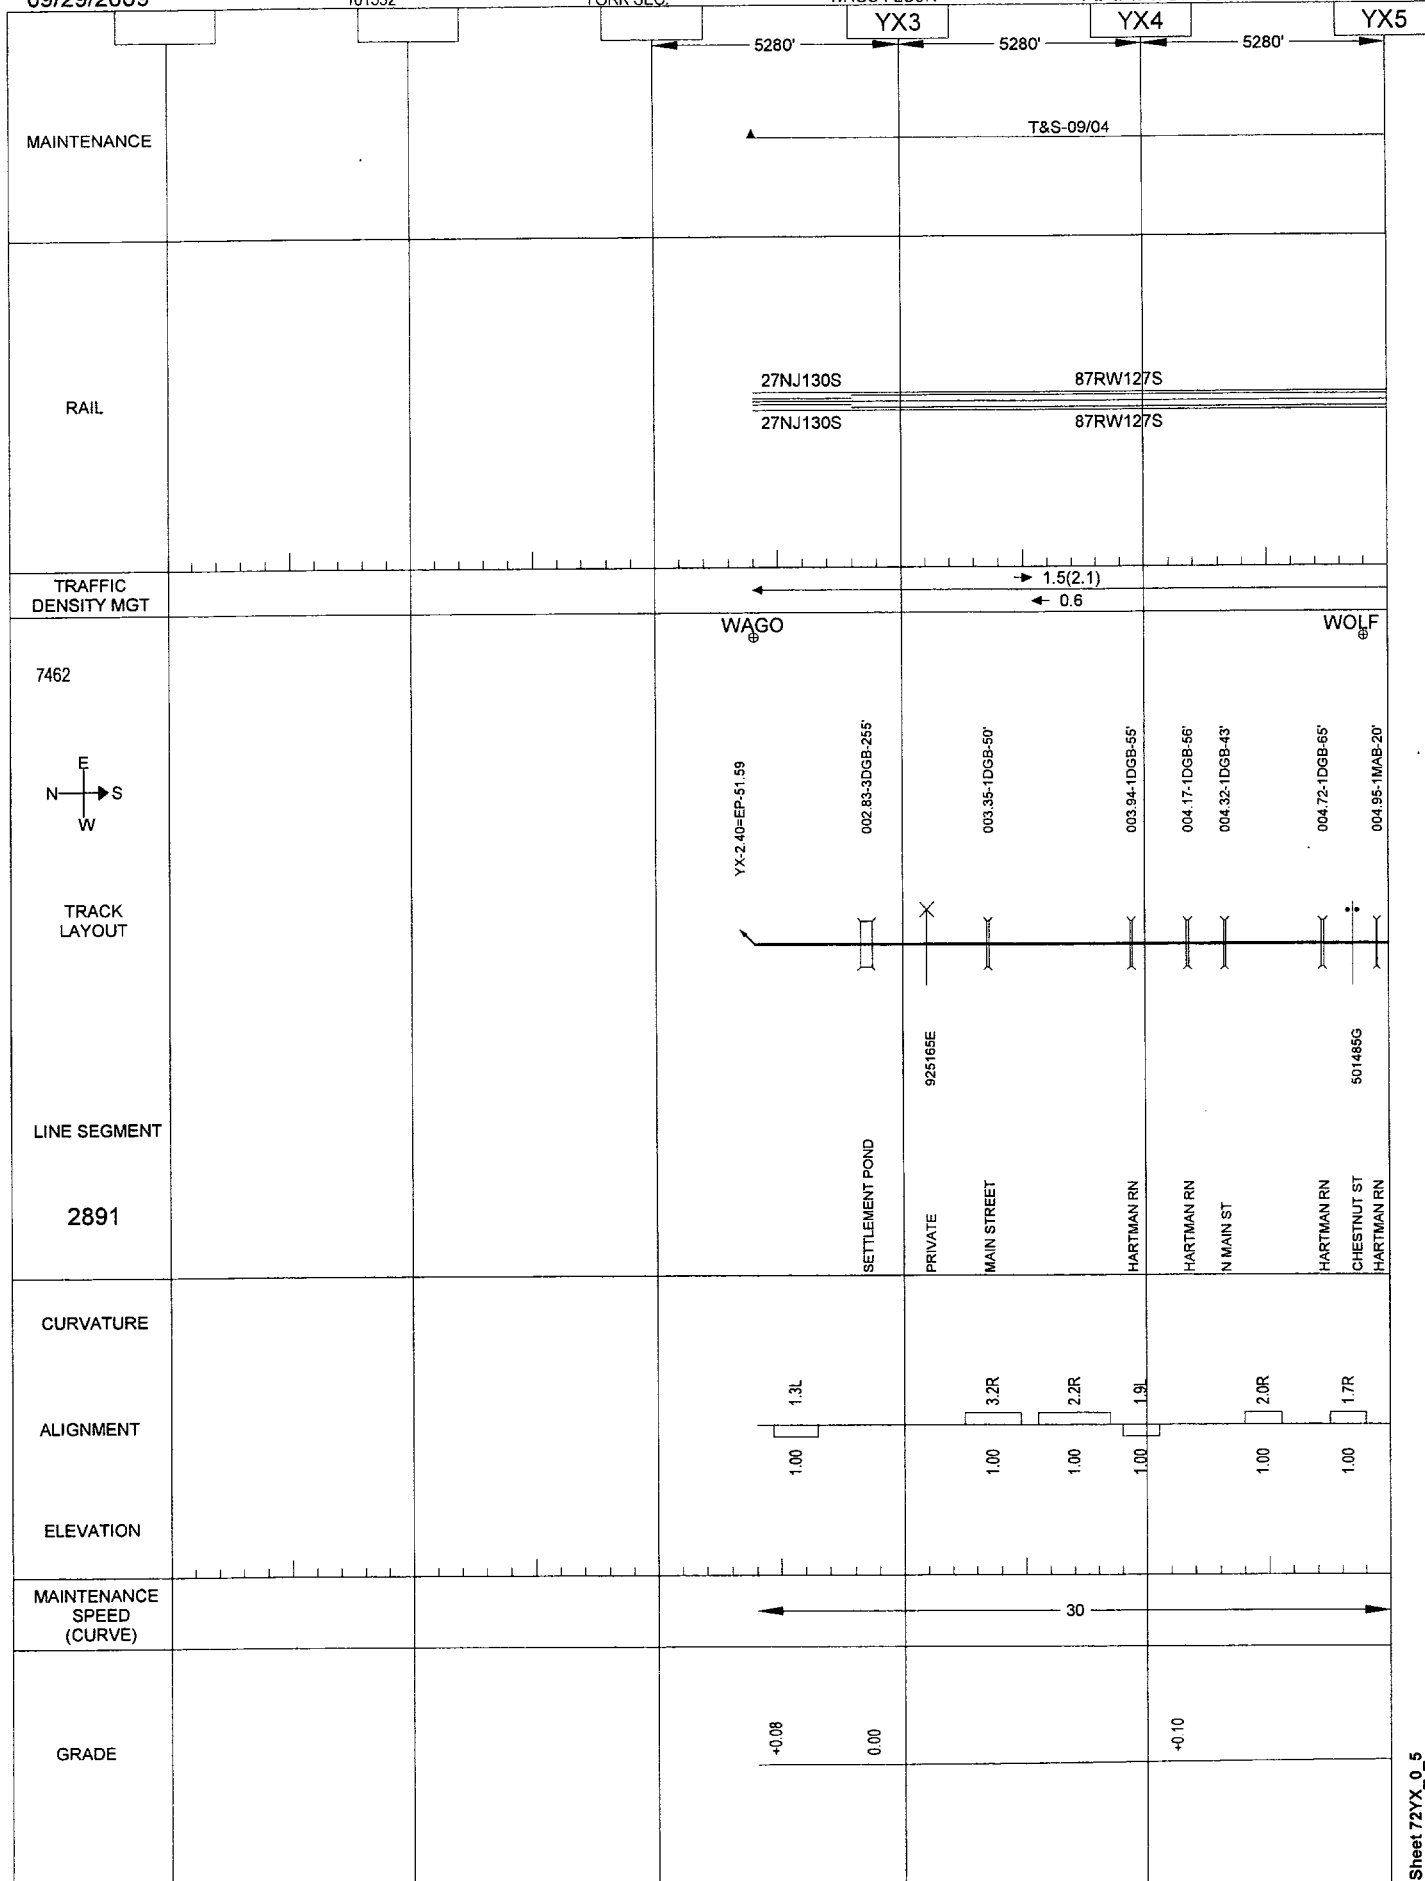 09/29/2005
YORK SEC.
YX3
YX4
YX5
5280'
5280'
5280'
MAINTENANCE
T&S-09/04
RAIL
27NJ130S
87RW127S
27NJ130S
87RW127S
TRAFFIC
DENSITY MGT
1.5(2.1)
0.6
WAGO
WOLF
7462
E
N
S
W
YX-2.40=EP-51.59
002.83-3DGB-255'
003.35-1DGB-50'
003.94-1DGB-55'
004.17-1DGB-56'
004.32-1DGB-43'
004.72-1DGB-65'
004.95-1MAB-20'
TRACK
LAYOUT
925165E
501485G
LINE SEGMENT
2891
SETTLEMENT POND
PRIVATE
MAIN STREET
HARTMAN RN
HARTMAN RN
N MAIN ST
HARTMAN RN
CHESTNUT ST
HARTMAN RN
CURVATURE
1.3L
3.2R
2.2R
1.9L
2.0R
1.7R
ALIGNMENT
1.00
1.00
1.00
1.00
1.00
1.00
ELEVATION
MAINTENANCE
SPEED
(CURVE)
30
GRADE
+0.08
0.00
+0.10
Sheet 72YX_0_5